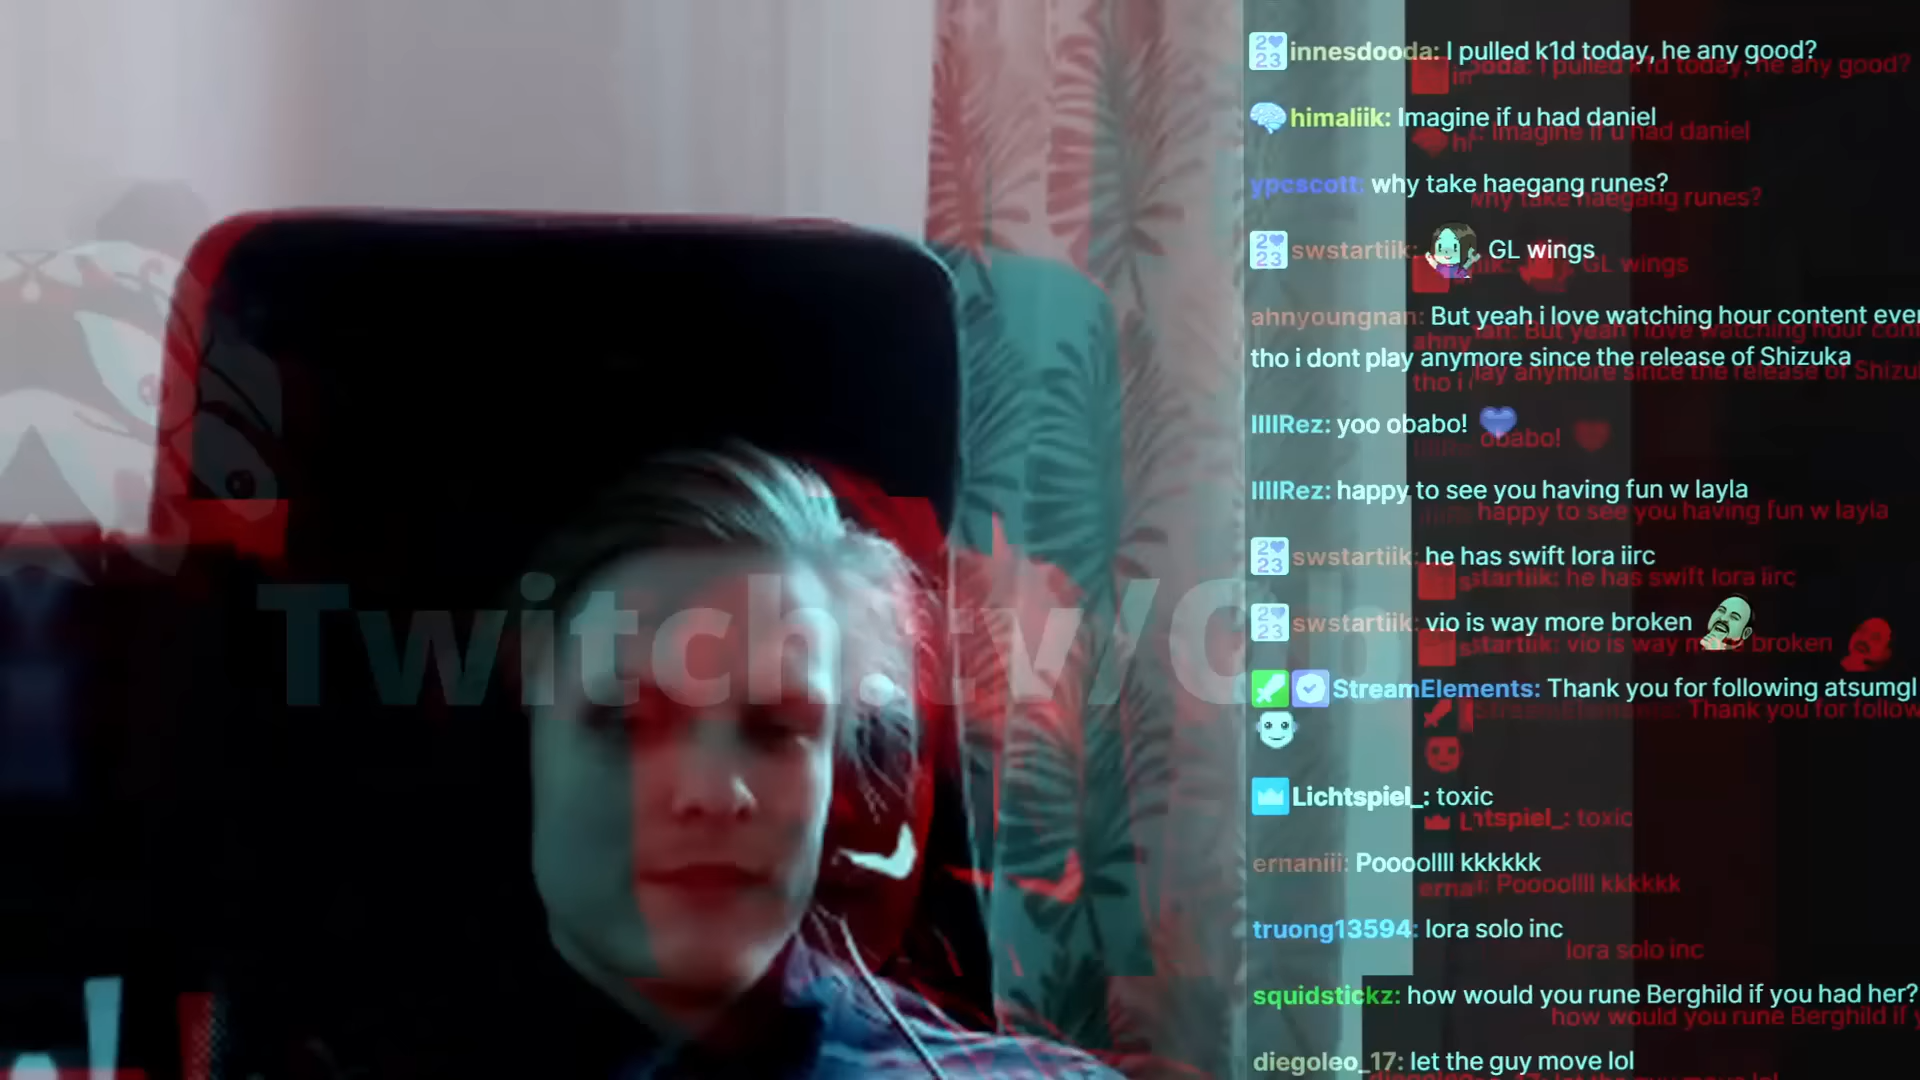 innesdooda: I pulled k1d today, he any good?
himaliik: Imagine if u had daniel
ypcscott: why take haegang runes?
swstartiik: GL wings
ahnyoungnan: But yeah i love watching hour content even
tho i dont play anymore since the release of Shizuka
IIIIRez: yoo obabo!
IIIIRez: happy to see you having fun w layla
swstartiik: he has swift lora iirc
swstartiik: vio is way more broken
Twitch.tv/Ob
StreamElements: Thank you for following atsumgl
Lichtspiel_: toxic
ernaniii: Poooollll kkkkkk
truong13594: lora solo inc
squidstickz: how would you rune Berghild if you had her?
diegoleo_17: let the guy move lol